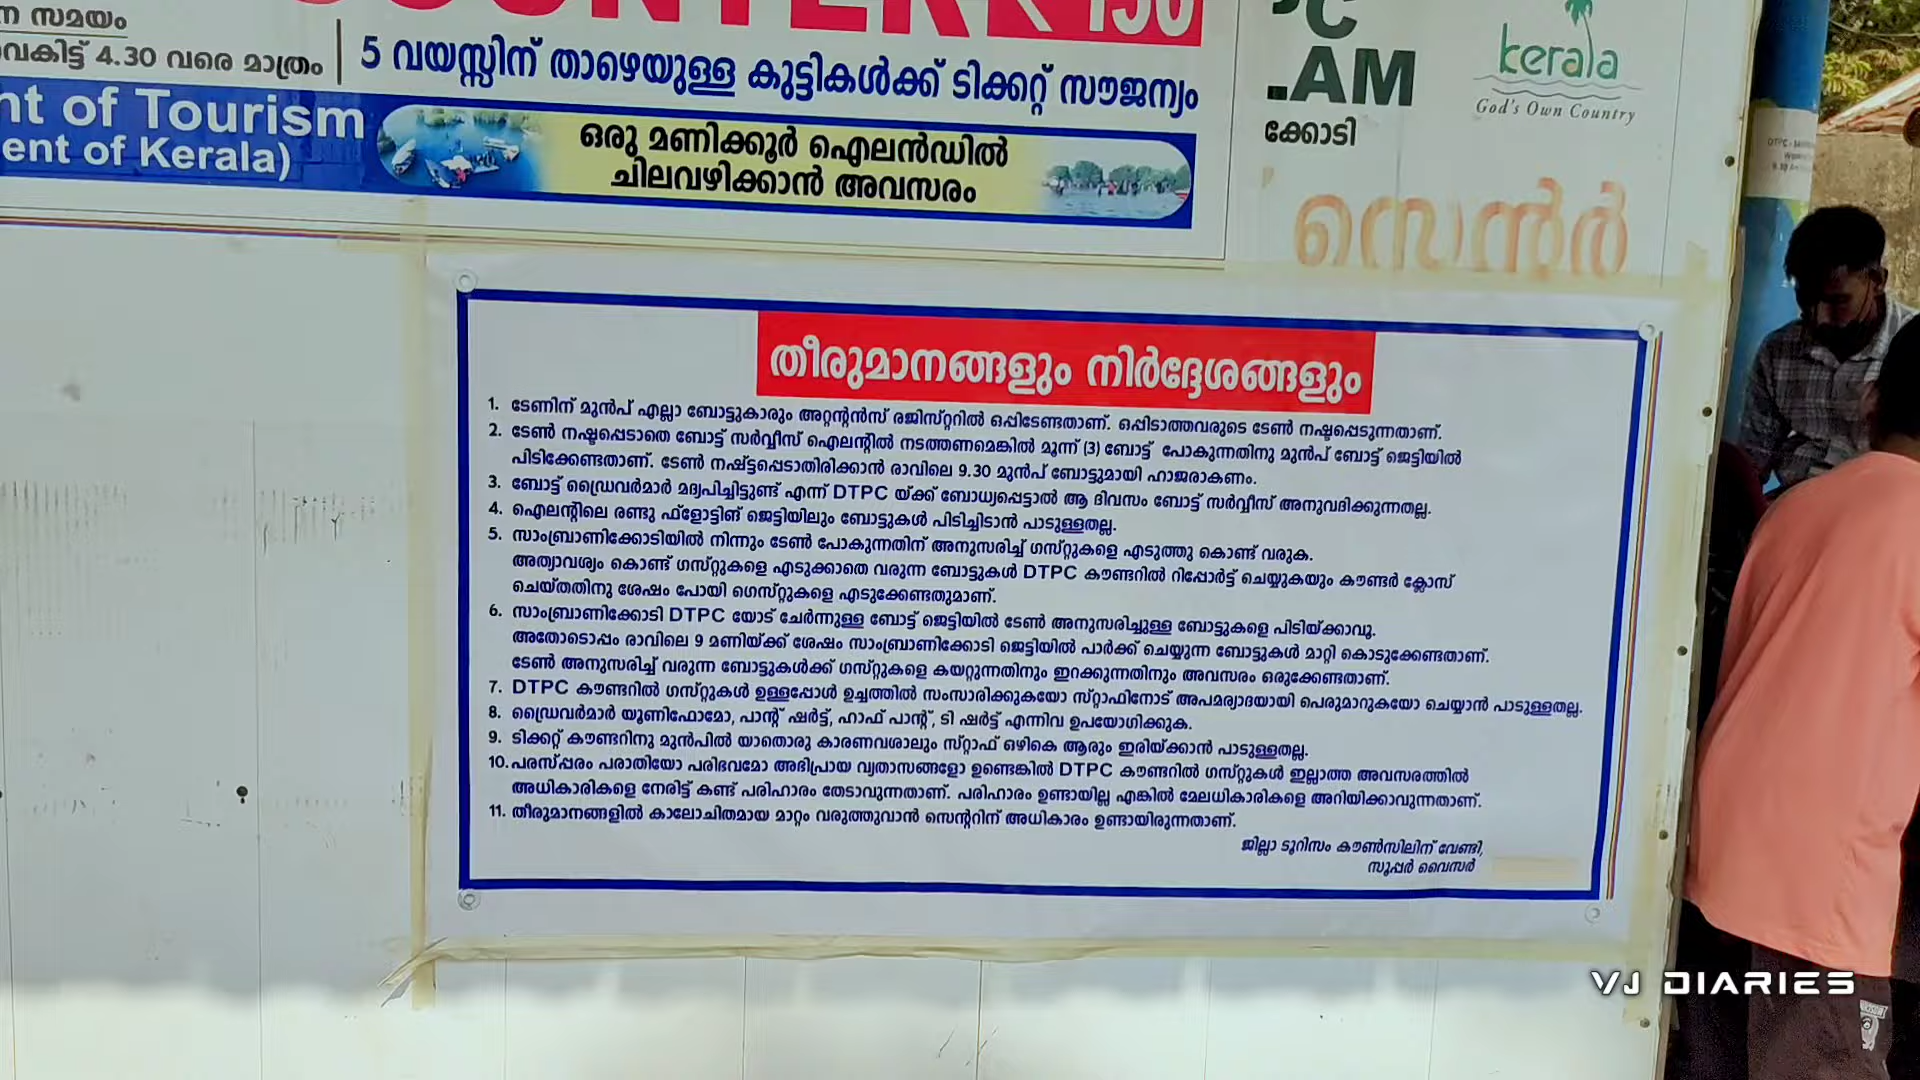 സമയം
4.30 വരെ മാത്രം
COUNTER
150
5 വയസ്സിന് താഴെയുള്ള കുട്ടികൾക്ക് ടിക്കറ്റ് സൗജന്യം
nt of Tourism
ent of Kerala)
ഒരു മണിക്കൂർ ഐലൻഡിൽ
ചിലവഴിക്കാൻ അവസരം
.AM
ക്കോടി
kerala
God's Own Country
സെൻ്റർ
തീരുമാനങ്ങളും നിർദ്ദേശങ്ങളും
1. ടേണിന് മുൻപ് എല്ലാ ബോട്ടുകാരും അറ്റൻ്റൻസ് രജിസ്റ്ററിൽ ഒപ്പിടേണ്ടതാണ്. ഒപ്പിടാത്തവരുടെ ടേൺ നഷ്ടപ്പെടുന്നതാണ്.
2. ടേൺ നഷ്ടപ്പെടാതെ ബോട്ട് സർവ്വീസ് ഐലൻ്റിൽ നടത്തണമെങ്കിൽ മൂന്ന് (3) ബോട്ട് പോകുന്നതിനു മുൻപ് ബോട്ട് ജെട്ടിയിൽ
പിടിക്കേണ്ടതാണ്. ടേൺ നഷ്ട്ടപ്പെടാതിരിക്കാൻ രാവിലെ 9.30 മുൻപ് ബോട്ടുമായി ഹാജരാകണം.
3. ബോട്ട് ഡ്രൈവർമാർ മദ്യപിച്ചിട്ടുണ്ട് എന്ന് DTPC യ്ക്ക് ബോധ്യപ്പെട്ടാൽ ആ ദിവസം ബോട്ട് സർവ്വീസ് അനുവദിക്കുന്നതല്ല.
4. ഐലൻ്റിലെ രണ്ടു ഫ്ളോട്ടിങ് ജെട്ടിയിലും ബോട്ടുകൾ പിടിച്ചിടാൻ പാടുള്ളതല്ല.
5. സാംബ്രാണിക്കോടിയിൽ നിന്നും ടേൺ പോകുന്നതിന് അനുസരിച്ച് ഗസ്റ്റുകളെ എടുത്തു കൊണ്ട് വരുക.
അത്യാവശ്യം കൊണ്ട് ഗസ്റ്റുകളെ എടുക്കാതെ വരുന്ന ബോട്ടുകൾ DTPC കൗണ്ടറിൽ റിപ്പോർട്ട് ചെയ്യുകയും കൗണ്ടർ ക്ലോസ്
ചെയ്തതിനു ശേഷം പോയി ഗെസ്റ്റുകളെ എടുക്കേണ്ടതുമാണ്.
6. സാംബ്രാണിക്കോടി DTPC യോട് ചേർന്നുള്ള ബോട്ട് ജെട്ടിയിൽ ടേൺ അനുസരിച്ചുള്ള ബോട്ടുകളെ പിടിയ്ക്കാവൂ.
അതോടൊപ്പം രാവിലെ 9 മണിയ്ക്ക് ശേഷം സാംബ്രാണിക്കോടി ജെട്ടിയിൽ പാർക്ക് ചെയ്യുന്ന ബോട്ടുകൾ മാറ്റി കൊടുക്കേണ്ടതാണ്.
ടേൺ അനുസരിച്ച് വരുന്ന ബോട്ടുകൾക്ക് ഗസ്റ്റുകളെ കയറ്റുന്നതിനും ഇറക്കുന്നതിനും അവസരം ഒരുക്കേണ്ടതാണ്.
7. DTPC കൗണ്ടറിൽ ഗസ്റ്റുകൾ ഉള്ളപ്പോൾ ഉച്ചത്തിൽ സംസാരിക്കുകയോ സ്റ്റാഫിനോട് അപമര്യാദയായി പെരുമാറുകയോ ചെയ്യാൻ പാടുള്ളതല്ല.
8. ഡ്രൈവർമാർ യൂണിഫോമോ, പാൻ്റ് ഷർട്ട്, ഹാഫ് പാൻ്റ്, ടി ഷർട്ട് എന്നിവ ഉപയോഗിക്കുക.
9. ടിക്കറ്റ് കൗണ്ടറിനു മുൻപിൽ യാതൊരു കാരണവശാലും സ്റ്റാഫ് ഒഴികെ ആരും ഇരിയ്ക്കാൻ പാടുള്ളതല്ല.
10. പരസ്പരം പരാതിയോ പരിഭവമോ അഭിപ്രായ വ്യതാസങ്ങളോ ഉണ്ടെങ്കിൽ DTPC കൗണ്ടറിൽ ഗസ്റ്റുകൾ ഇല്ലാത്ത അവസരത്തിൽ
അധികാരികളെ നേരിട്ട് കണ്ട് പരിഹാരം തേടാവുന്നതാണ്. പരിഹാരം ഉണ്ടായില്ല എങ്കിൽ മേലധികാരികളെ അറിയിക്കാവുന്നതാണ്.
11. തീരുമാനങ്ങളിൽ കാലോചിതമായ മാറ്റം വരുത്തുവാൻ സെൻ്ററിന് അധികാരം ഉണ്ടായിരുന്നതാണ്.
ജില്ലാ ടൂറിസം കൗൺസിലിന് വേണ്ടി,
സൂപ്പർ വൈസർ
VJ DIARIES